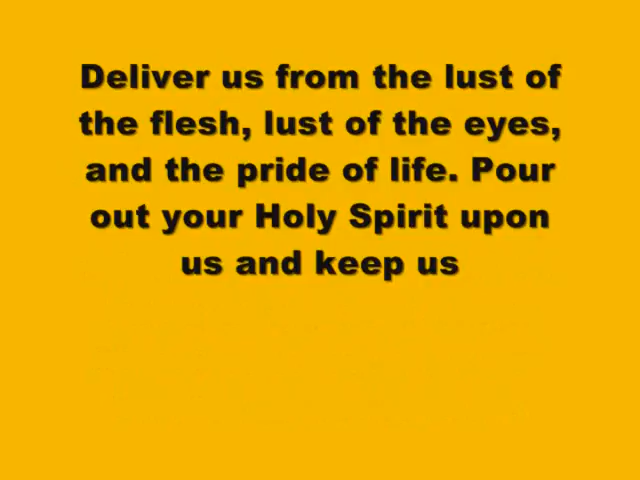 Deliver us from the lust of
the flesh, lust of the eyes,
and the pride of life. Pour
out your Holy Spirit upon
us and keep us